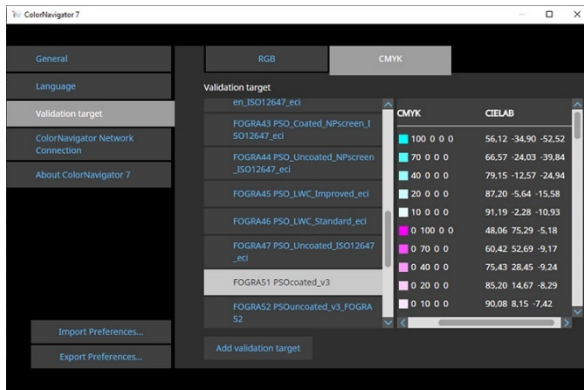 ColorNavigator 7
General
Language
Validation target
ColorNavigator Network
Connection
About ColorNavigator 7
Import Preferences...
Export Preferences...
RGB
CMYK
Validation target
en_ISO12647_eci
FOGRA43 PSO_Coated_NPscreen_I
SO12647_eci
FOGRA44 PSO_Uncoated_NPscreen
_ISO12647_eci
FOGRA45 PSO_LWC_Improved_eci
FOGRA46 PSO_LWC_Standard_eci
FOGRA47 PSO_Uncoated_ISO12647
_eci
FOGRA51 PSOcoated_v3
FOGRA52 PSOuncoated_v3_FOGRA
52
Add validation target
CMYK CIELAB
100 0 0 0 56,12 -34,90 -52,52
70 0 0 0 66,57 -24,03 -39,84
40 0 0 0 79,15 -12,57 -24,94
20 0 0 0 87,20 -5,64 -15,58
10 0 0 0 91,19 -2,28 -10,93
0 100 0 0 48,06 75,29 -5,18
0 70 0 0 60,42 52,69 -9,17
0 40 0 0 75,43 28,45 -9,24
0 20 0 0 85,20 14,67 -8,29
0 10 0 0 90,08 8,15 -7,42